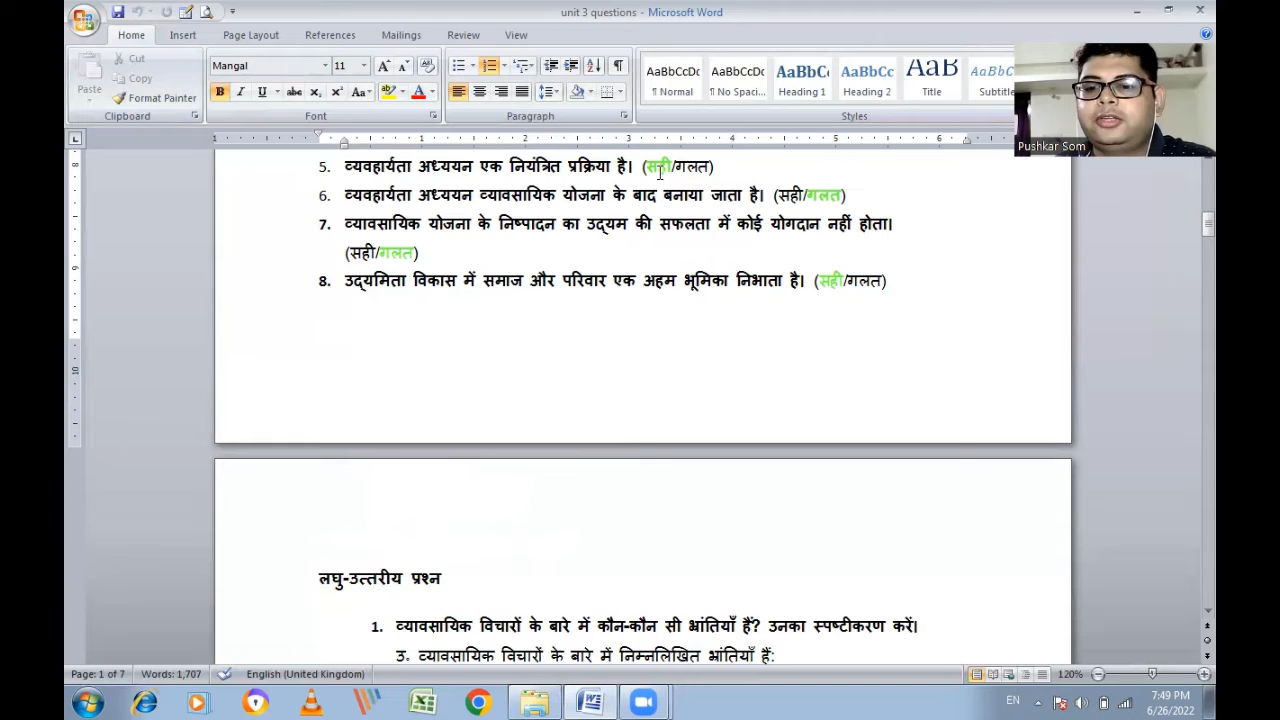 unit 3 questions - Microsoft Word
Home Insert Page Layout References Mailings Review View
Cut
Copy
Format Painter
Paste
Clipboard
Mangal 11
Font
Paragraph
AaBbCcDc AaBbCcDc AaBbC AaBbCc AaB AaBbCc
¶ Normal ¶ No Spaci... Heading 1 Heading 2 Title Subtitle
Styles
Pushkar Som
5. व्यवहार्यता अध्ययन एक नियंत्रित प्रक्रिया है। (सही/गलत)
6. व्यवहार्यता अध्ययन व्यावसायिक योजना के बाद बनाया जाता है। (सही/गलत)
7. व्यावसायिक योजना के निष्पादन का उद्यम की सफलता में कोई योगदान नहीं होता।
(सही/गलत)
8. उद्यमिता विकास में समाज और परिवार एक अहम भूमिका निभाता है। (सही/गलत)
लघु-उत्तरीय प्रश्न
1. व्यावसायिक विचारों के बारे में कौन-कौन सी भ्रांतियाँ हैं? उनका स्पष्टीकरण करें।
उ. व्यावसायिक विचारों के बारे में निम्नलिखित भ्रांतियाँ हैं:
Page: 1 of 7 Words: 1,707 English (United Kingdom) 120%
EN 7:49 PM
6/26/2022